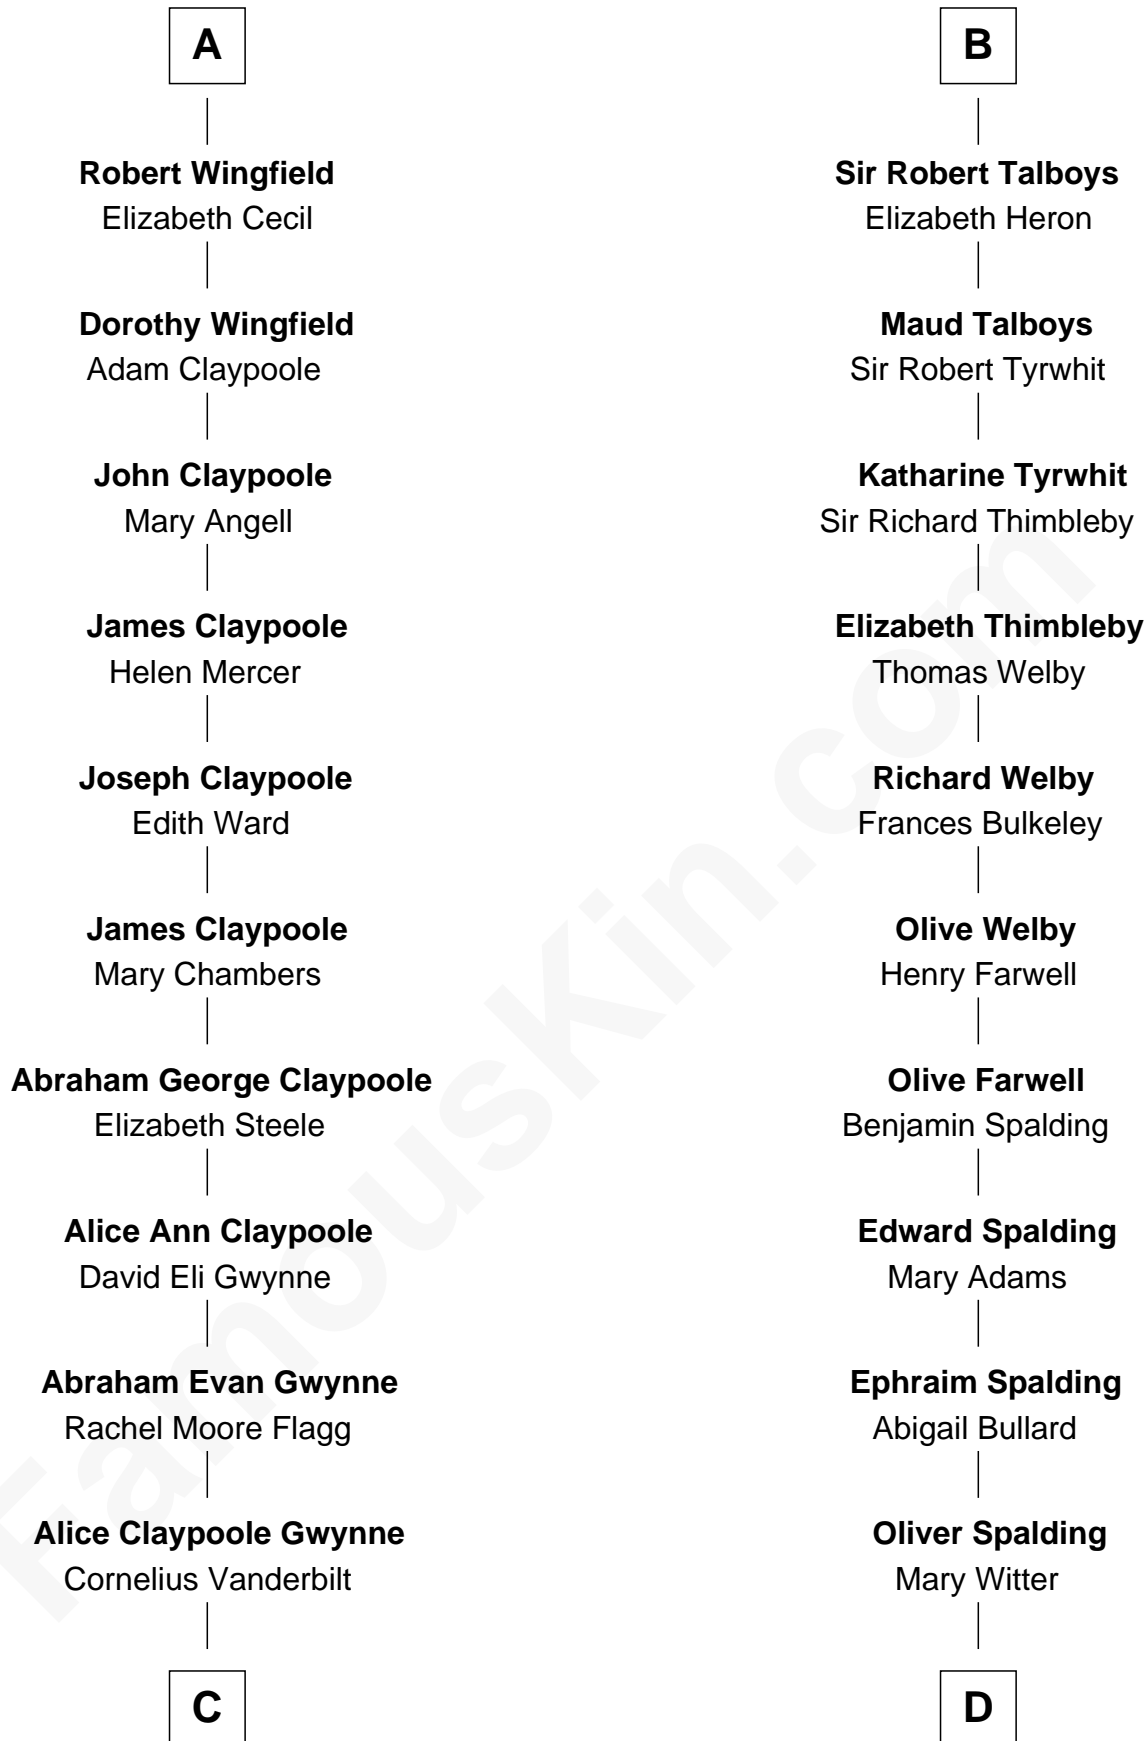 A
Robert Wingfield
Elizabeth Cecil
Dorothy Wingfield
Adam Claypoole
John Claypoole
Mary Angell
James Claypoole
Helen Mercer
Joseph Claypoole
Edith Ward
James Claypoole
Mary Chambers
Abraham George Claypoole
Elizabeth Steele
Alice Ann Claypoole
David Eli Gwynne
Abraham Evan Gwynne
Rachel Moore Flagg
Alice Claypoole Gwynne
Cornelius Vanderbilt
C
B
Sir Robert Talboys
Elizabeth Heron
Maud Talboys
Sir Robert Tyrwhit
Katharine Tyrwhit
Sir Richard Thimbleby
Elizabeth Thimbleby
Thomas Welby
Richard Welby
Frances Bulkeley
Olive Welby
Henry Farwell
Olive Farwell
Benjamin Spalding
Edward Spalding
Mary Adams
Ephraim Spalding
Abigail Bullard
Oliver Spalding
Mary Witter
D
FamousKin.com